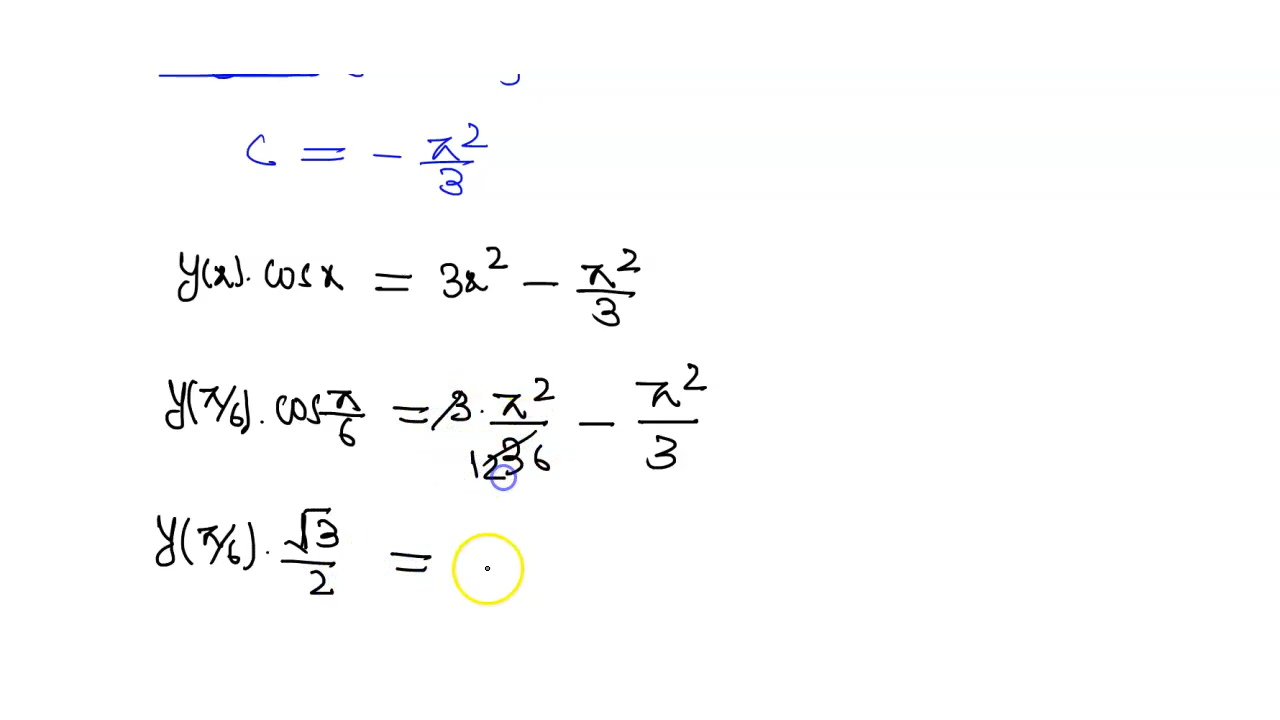 C = - π²/3
y(x). cos x = 3x² - π²/3
y(π/6). cos π/6 = 3. π²/36 12 - π²/3
y(π/6). √3/2 =